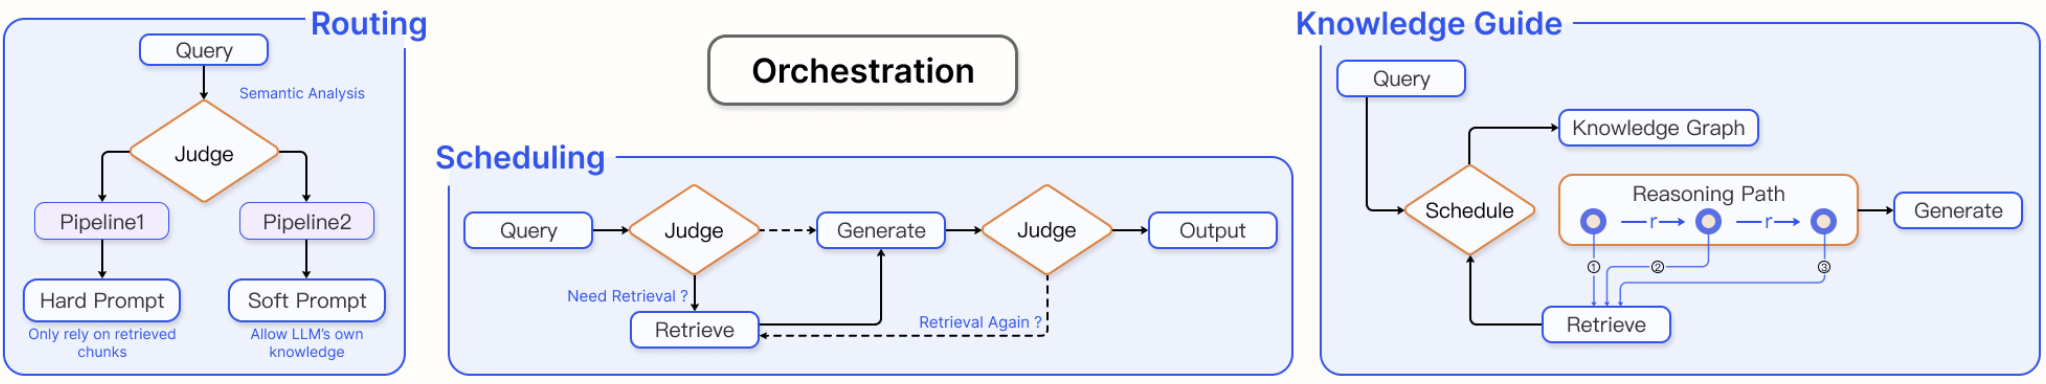 Routing
Query
Semantic Analysis
Judge
Pipeline1
Pipeline2
Hard Prompt
Soft Prompt
Only rely on retrieved
chunks
Allow LLM's own
knowledge
Orchestration
Scheduling
Query
Judge
Generate
Judge
Output
Need Retrieval ?
Retrieve
Retrieval Again ?
Knowledge Guide
Query
Knowledge Graph
Schedule
Reasoning Path
r
r
Generate
①
②
③
Retrieve